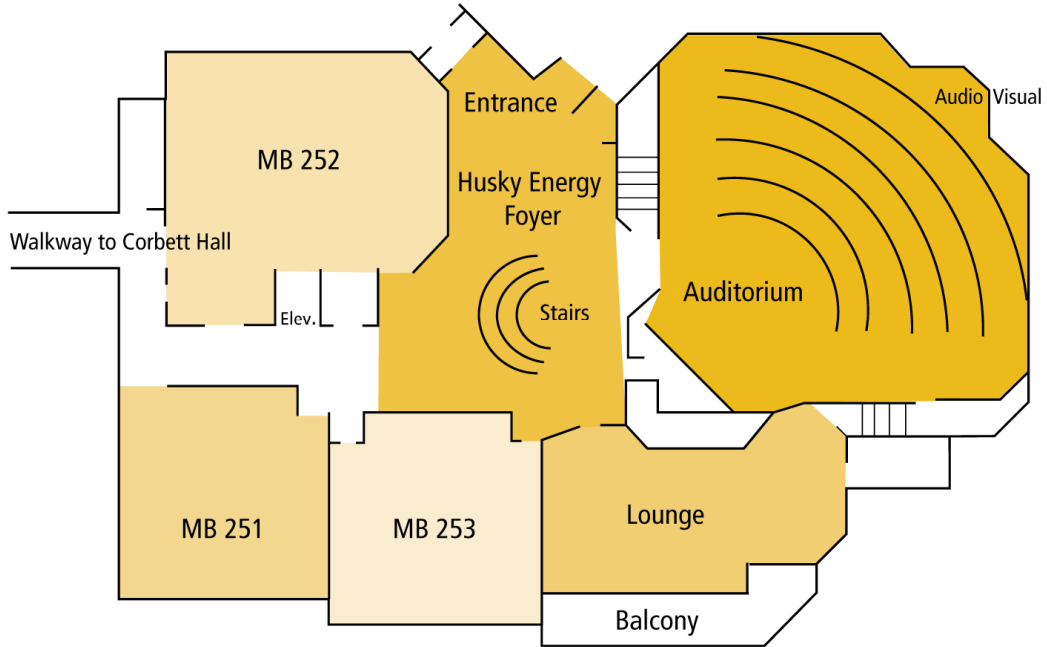 Entrance
Audio Visual
MB 252
Husky Energy
Foyer
Walkway to Corbett Hall
Auditorium
Elev.
Stairs
MB 251
MB 253
Lounge
Balcony